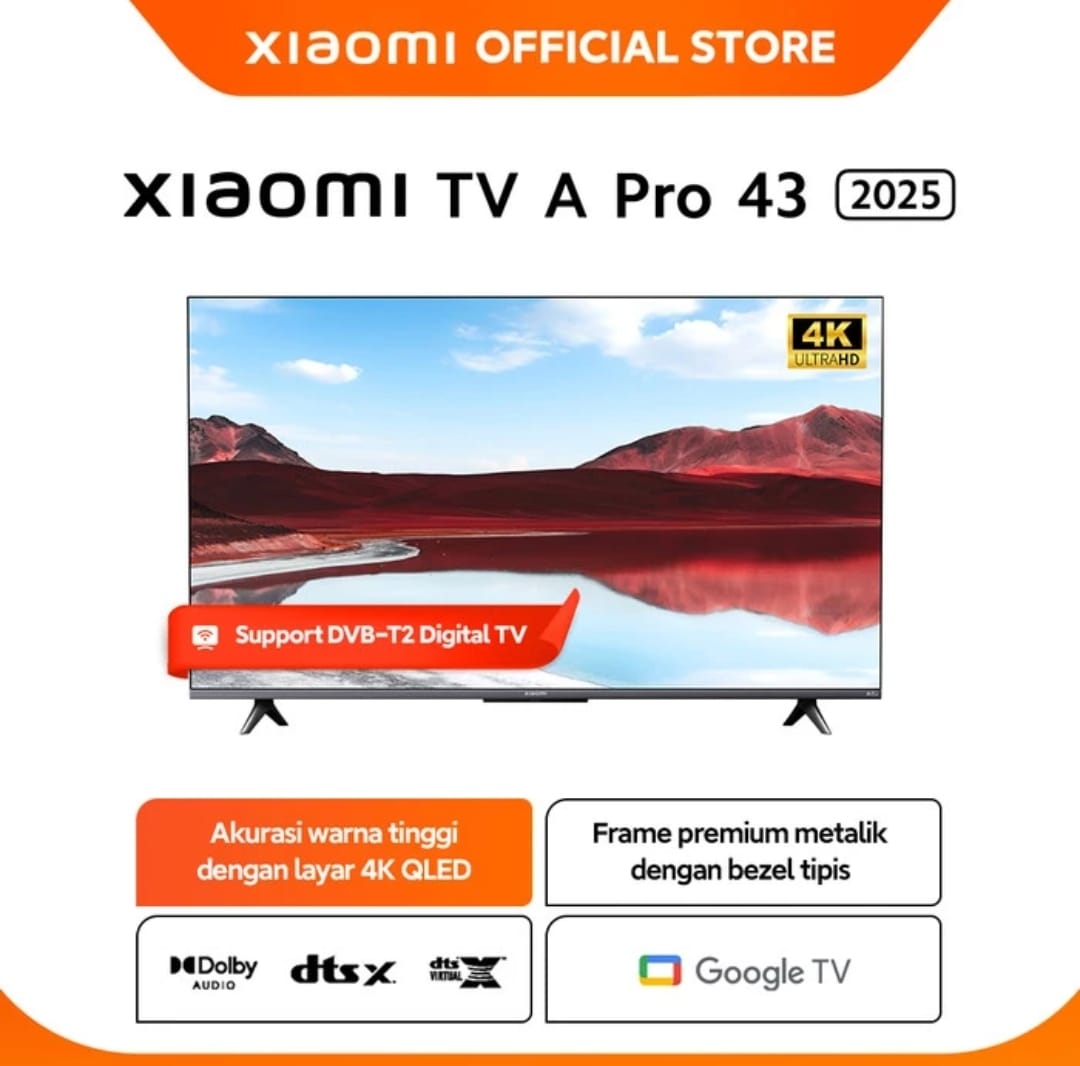 xiaomi OFFICIAL STORE
xiaomi TV A Pro 43 2025
4K
ULTRAHD
Support DVB-T2 Digital TV
XIAOMI
Akurasi warna tinggi
dengan layar 4K QLED
Frame premium metalik
dengan bezel tipis
Dolby
AUDIO
dts X
dts
VIRTUAL X
Google TV